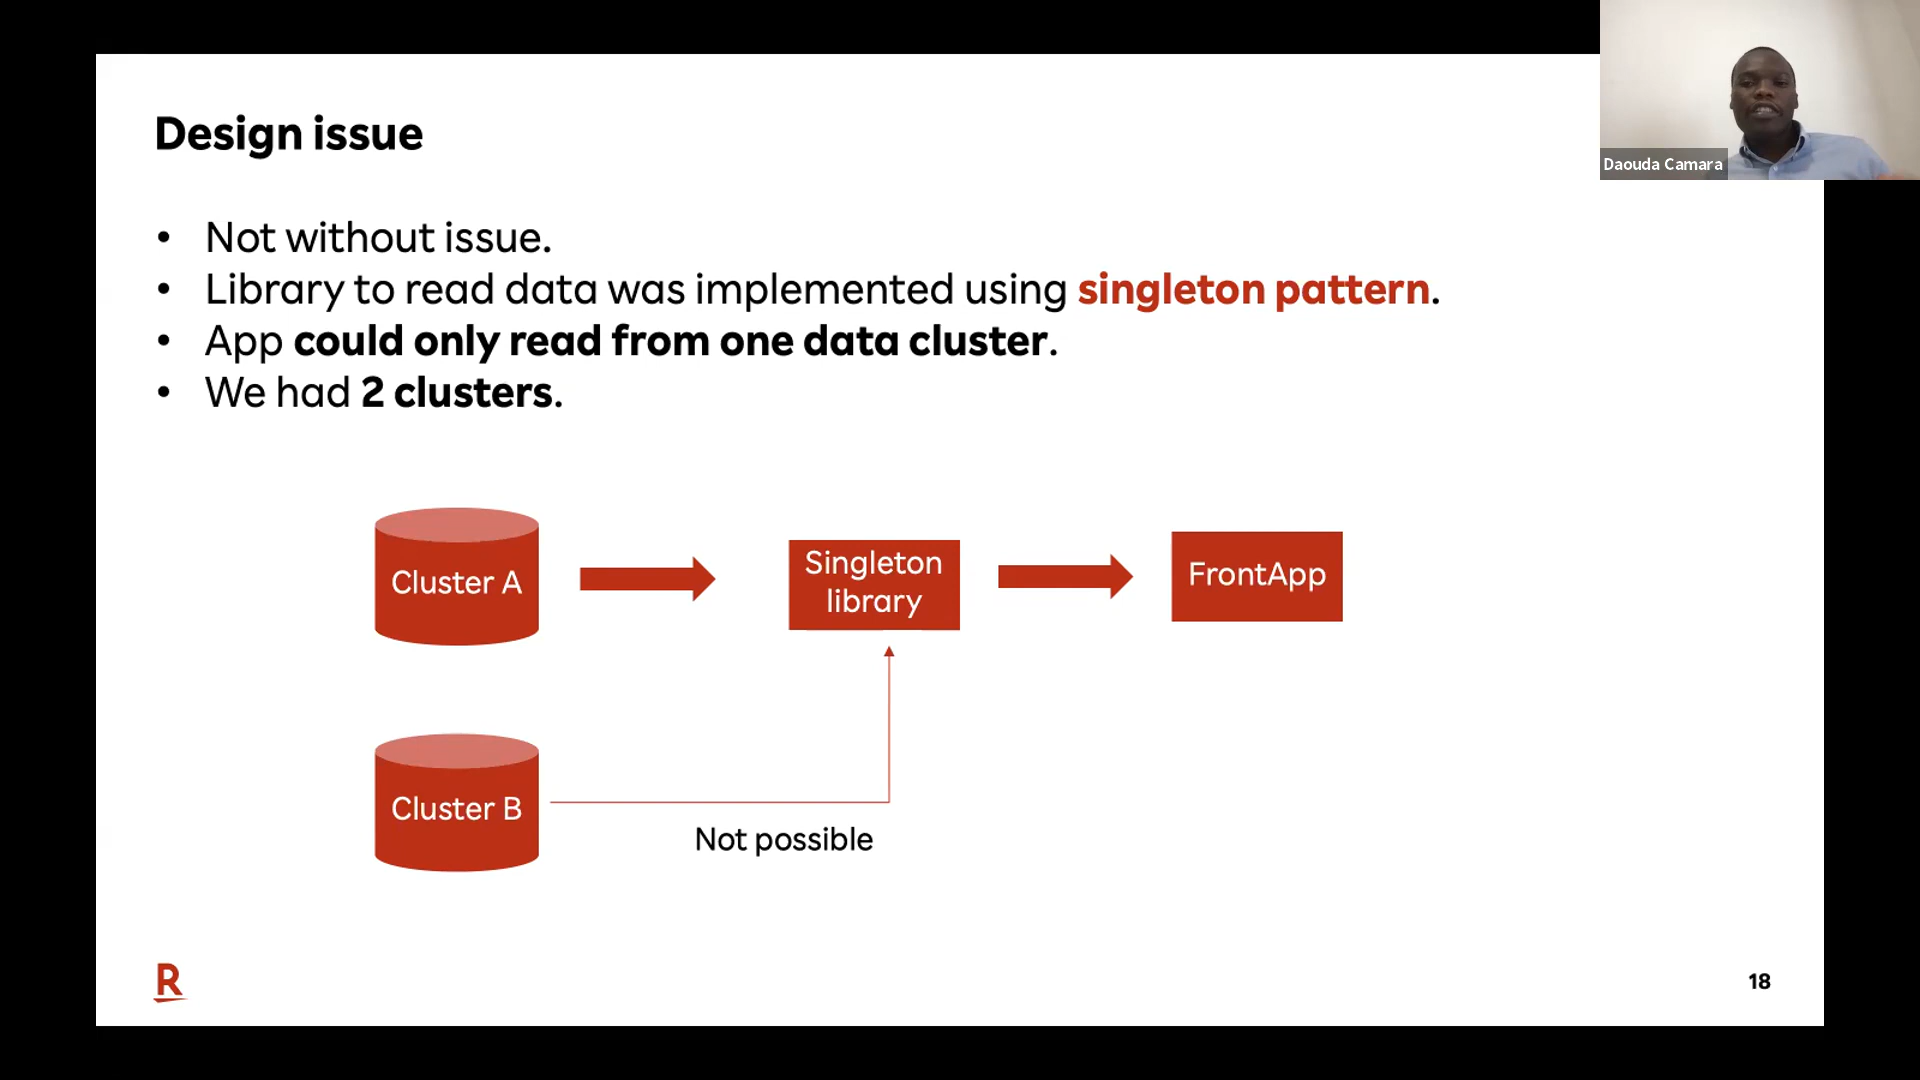 Daouda Camara
Design issue
• Not without issue.
• Library to read data was implemented using singleton pattern.
• App could only read from one data cluster.
• We had 2 clusters.
Cluster A
Singleton
library
FrontApp
Cluster B
Not possible
R
18